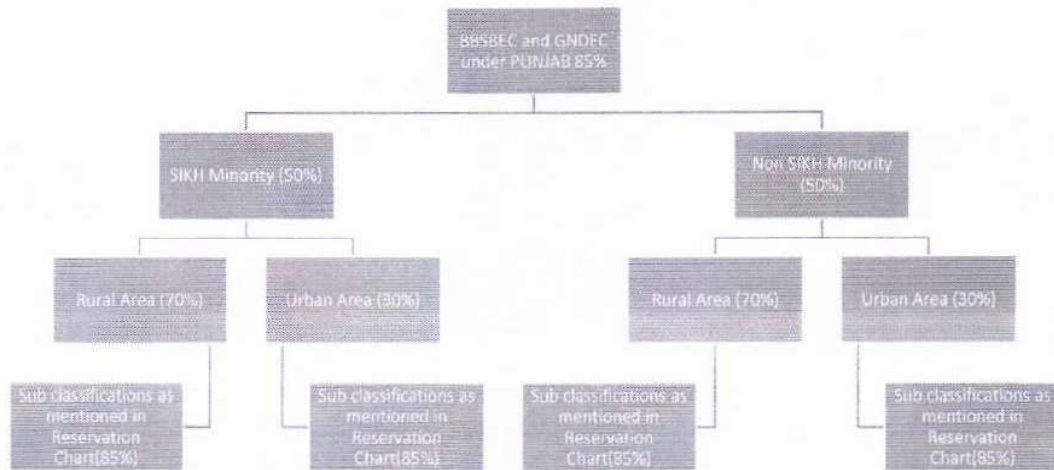 BBSBEC and GNDEC
under PUNJAB 85%
SIKH Minority (50%)
Non SIKH Minority
(50%)
Rural Area (70%)
Urban Area (30%)
Rural Area (70%)
Urban Area (30%)
Sub classifications as
mentioned in
Reservation
Chart(85%)
Sub classifications as
mentioned in
Reservation
Chart(85%)
Sub classifications as
mentioned in
Reservation
Chart(85%)
Sub classifications as
mentioned in
Reservation
Chart(85%)